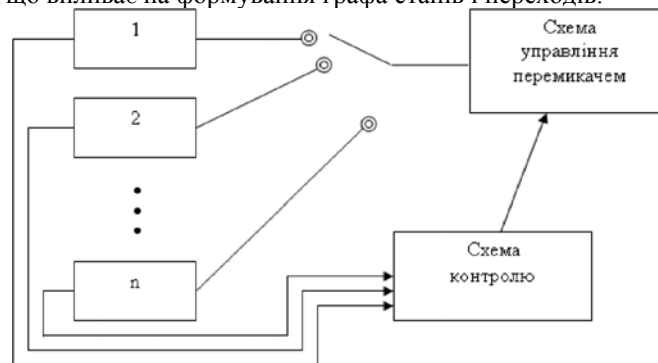 що впливає на формування графа станів і переходів.
1
Схема
управління
перемикачем
2
n
Схема
контролю